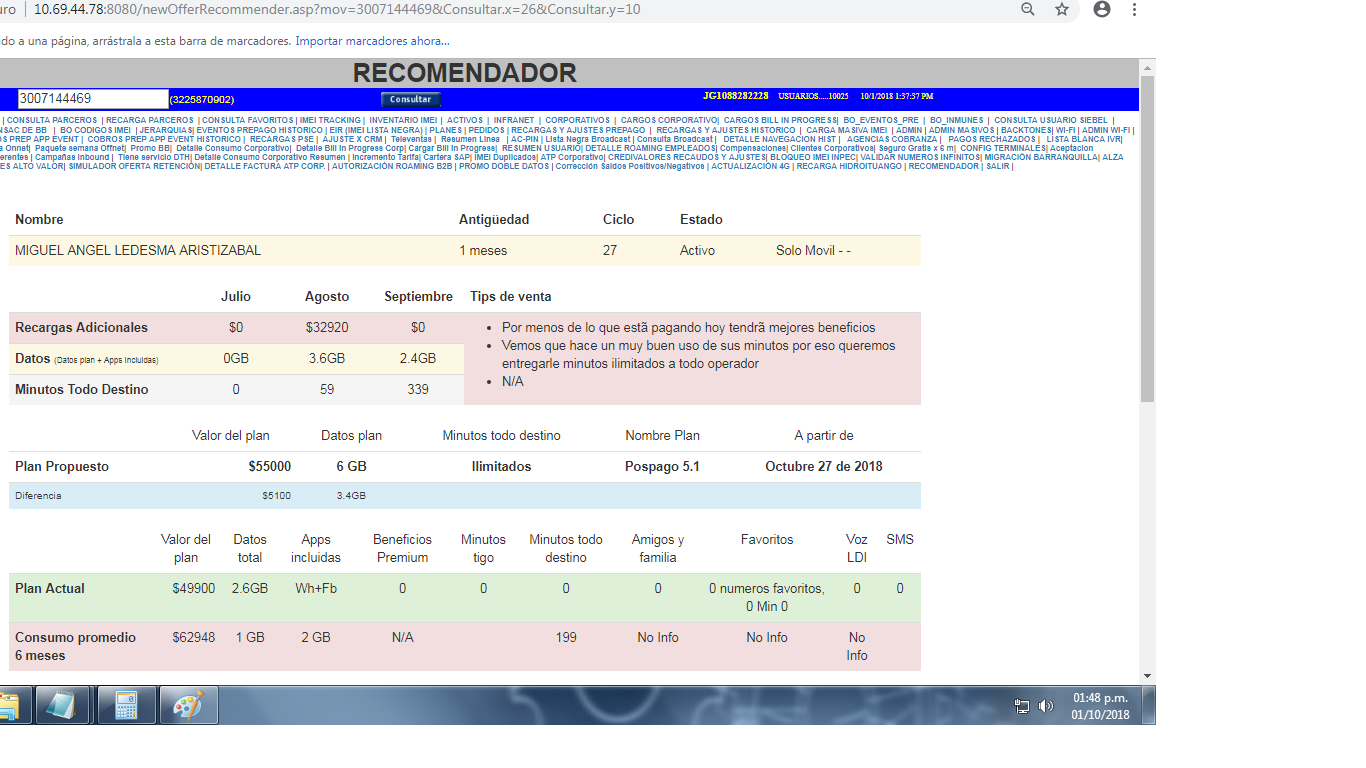 uro | 10.69.44.78:8080/newOfferRecommender.asp?mov=3007144469&Consultar.x=26&Consultar.y=10
ido a una página, arrástrala a esta barra de marcadores. Importar marcadores ahora...
RECOMENDADOR
3007144469 (3225870902) Consultar JG1088282228 USUARIOS.....10025 10/1/2018 1:37:37 PM
| CONSULTA PARCEROS | RECARGA PARCEROS | CONSULTA FAVORITOS | IMEI TRACKING | INVENTARIO IMEI | ACTIVOS | INFRANET | CORPORATIVOS | CARGOS CORPORATIVO| CARGOS BILL IN PROGRESS| BO_EVENTOS_PRE | BO_INMUNES | CONSULTA USUARIO SIEBEL |
NSAC DE BB | BO CODIGOS IMEI | JERARQUIAS| EVENTOS PREPAGO HISTORICO | EIR (IMEI LISTA NEGRA) | PLANES | PEDIDOS | RECARGAS Y AJUSTES PREPAGO | RECARGAS Y AJUSTES HISTORICO | CARGA MASIVA IMEI | ADMIN | ADMIN MASIVOS | BACKTONES| WI-FI | ADMIN WI-FI |
OS PREP APP EVENT | COBROS PREP APP EVENT HISTORICO | RECARGAS PSE | AJUSTE X CRM | Televentas | Resumen Linea | AC-PIN | Lista Negra Broadcast | Consulta Broadcast | DETALLE NAVEGACION HIST | AGENCIAS COBRANZA | PAGOS RECHAZADOS | LISTA BLANCA IVR|
a Onnet| Paquete semana Offnet| Promo BB| Detalle Consumo Corporativo| Detalle Bill In Progress Corp| Cargar Bill In Progress| RESUMEN USUARIO| DETALLE ROAMING EMPLEADOS| Compensaciones| Clientes Corporativos| Seguro Gratis x 6 m| CONFIG TERMINALES| Aceptacion
erentes | Campañas Inbound | Tiene servicio DTH| Detalle Consumo Corporativo Resumen | Incremento Tarifa| Cartera SAP| IMEI Duplicados| ATP Corporativo| CREDIVALORES RECAUDOS Y AJUSTES| BLOQUEO IMEI INPEC| VALIDAR NUMEROS INFINITOS| MIGRACION BARRANQUILLA| ALZA
ES ALTO VALOR| SIMULADOR OFERTA RETENCIÓN| DETALLE FACTURA ATP CORP. | AUTORIZACIÓN ROAMING B2B | PROMO DOBLE DATOS | Corrección Saldos Positivos/Negativos | ACTUALIZACIÓN 4G | RECARGA HIDROITUANGO | RECOMENDADOR | SALIR |
Nombre Antigüedad Ciclo Estado
MIGUEL ANGEL LEDESMA ARISTIZABAL 1 meses 27 Activo Solo Movil - -
Julio Agosto Septiembre Tips de venta
Recargas Adicionales $0 $32920 $0
• Por menos de lo que estã pagando hoy tendrã mejores beneficios
Datos (Datos plan + Apps incluidas) 0GB 3.6GB 2.4GB
• Vemos que hace un muy buen uso de sus minutos por eso queremos
entregarle minutos ilimitados a todo operador
Minutos Todo Destino 0 59 339
• N/A
Valor del plan Datos plan Minutos todo destino Nombre Plan A partir de
Plan Propuesto $55000 6 GB Ilimitados Pospago 5.1 Octubre 27 de 2018
Diferencia $5100 3.4GB
Valor del Datos Apps Beneficios Minutos Minutos todo Amigos y Favoritos Voz SMS
plan total incluidas Premium tigo destino familia LDI
Plan Actual $49900 2.6GB Wh+Fb 0 0 0 0 0 numeros favoritos, 0 0
0 Min 0
Consumo promedio $62948 1 GB 2 GB N/A 199 No Info No Info No
6 meses Info
01:48 p.m.
01/10/2018